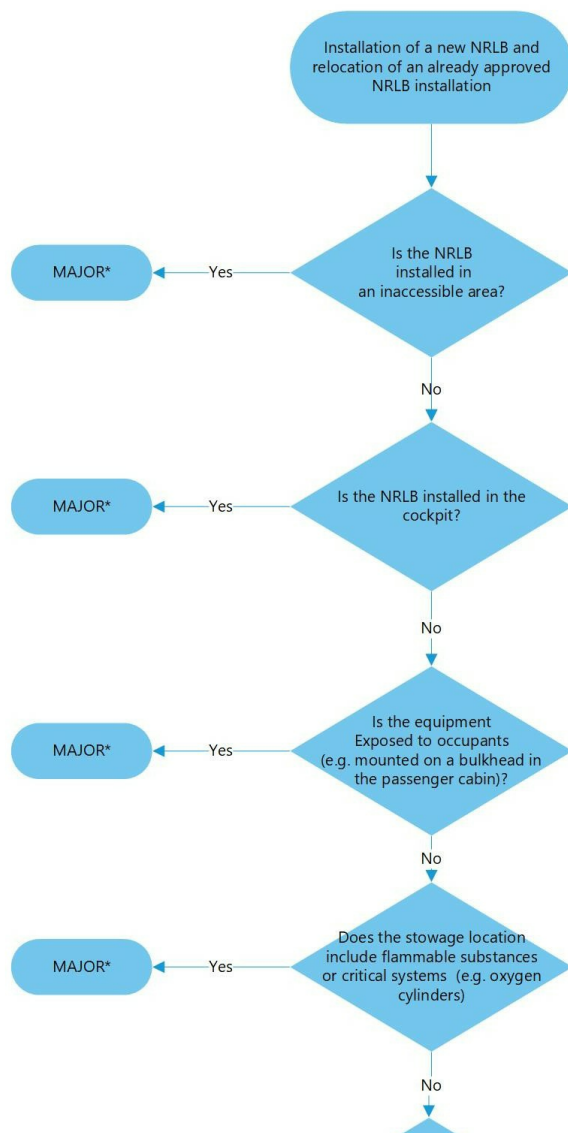 Installation of a new NRLB and
relocation of an already approved
NRLB installation
Is the NRLB
installed in
an inaccessible area?
Yes
MAJOR*
No
Is the NRLB installed in the
cockpit?
Yes
MAJOR*
No
Is the equipment
Exposed to occupants
(e.g. mounted on a bulkhead in
the passenger cabin)?
Yes
MAJOR*
No
Does the stowage location
include flammable substances
or critical systems (e.g. oxygen
cylinders)
Yes
MAJOR*
No